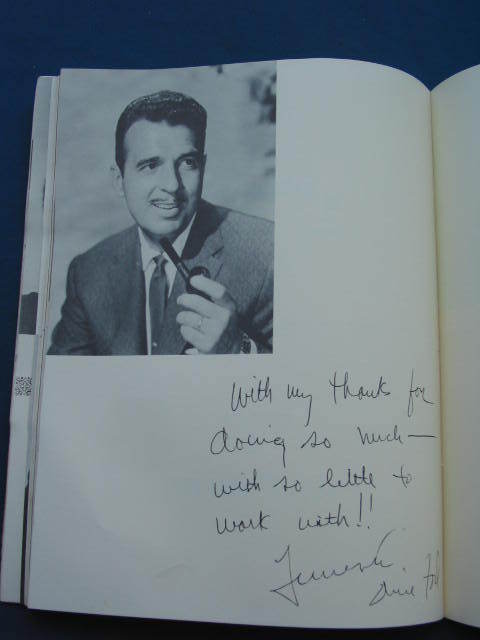 With my thanks for
doing so much—
with so little to
work with!!